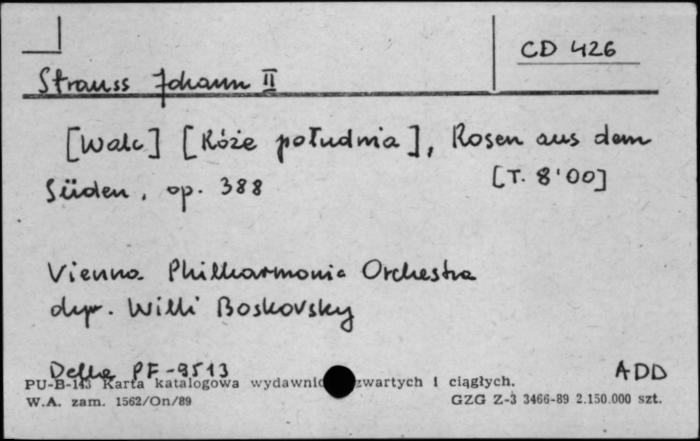 CD 426
Strauss Johann II
[Walc] [Róże południa], Rosen aus dem
Süden, op. 388 [T. 8'00]
Vienna Philharmonic Orchestra
dyr. Willi Boskovsky
Delta PF-9513 ADD
PU-B-143 Karta katalogowa wydawnic zwartych i ciągłych.
W.A. zam. 1562/On/89 GZG Z-3 3466-89 2.150.000 szt.